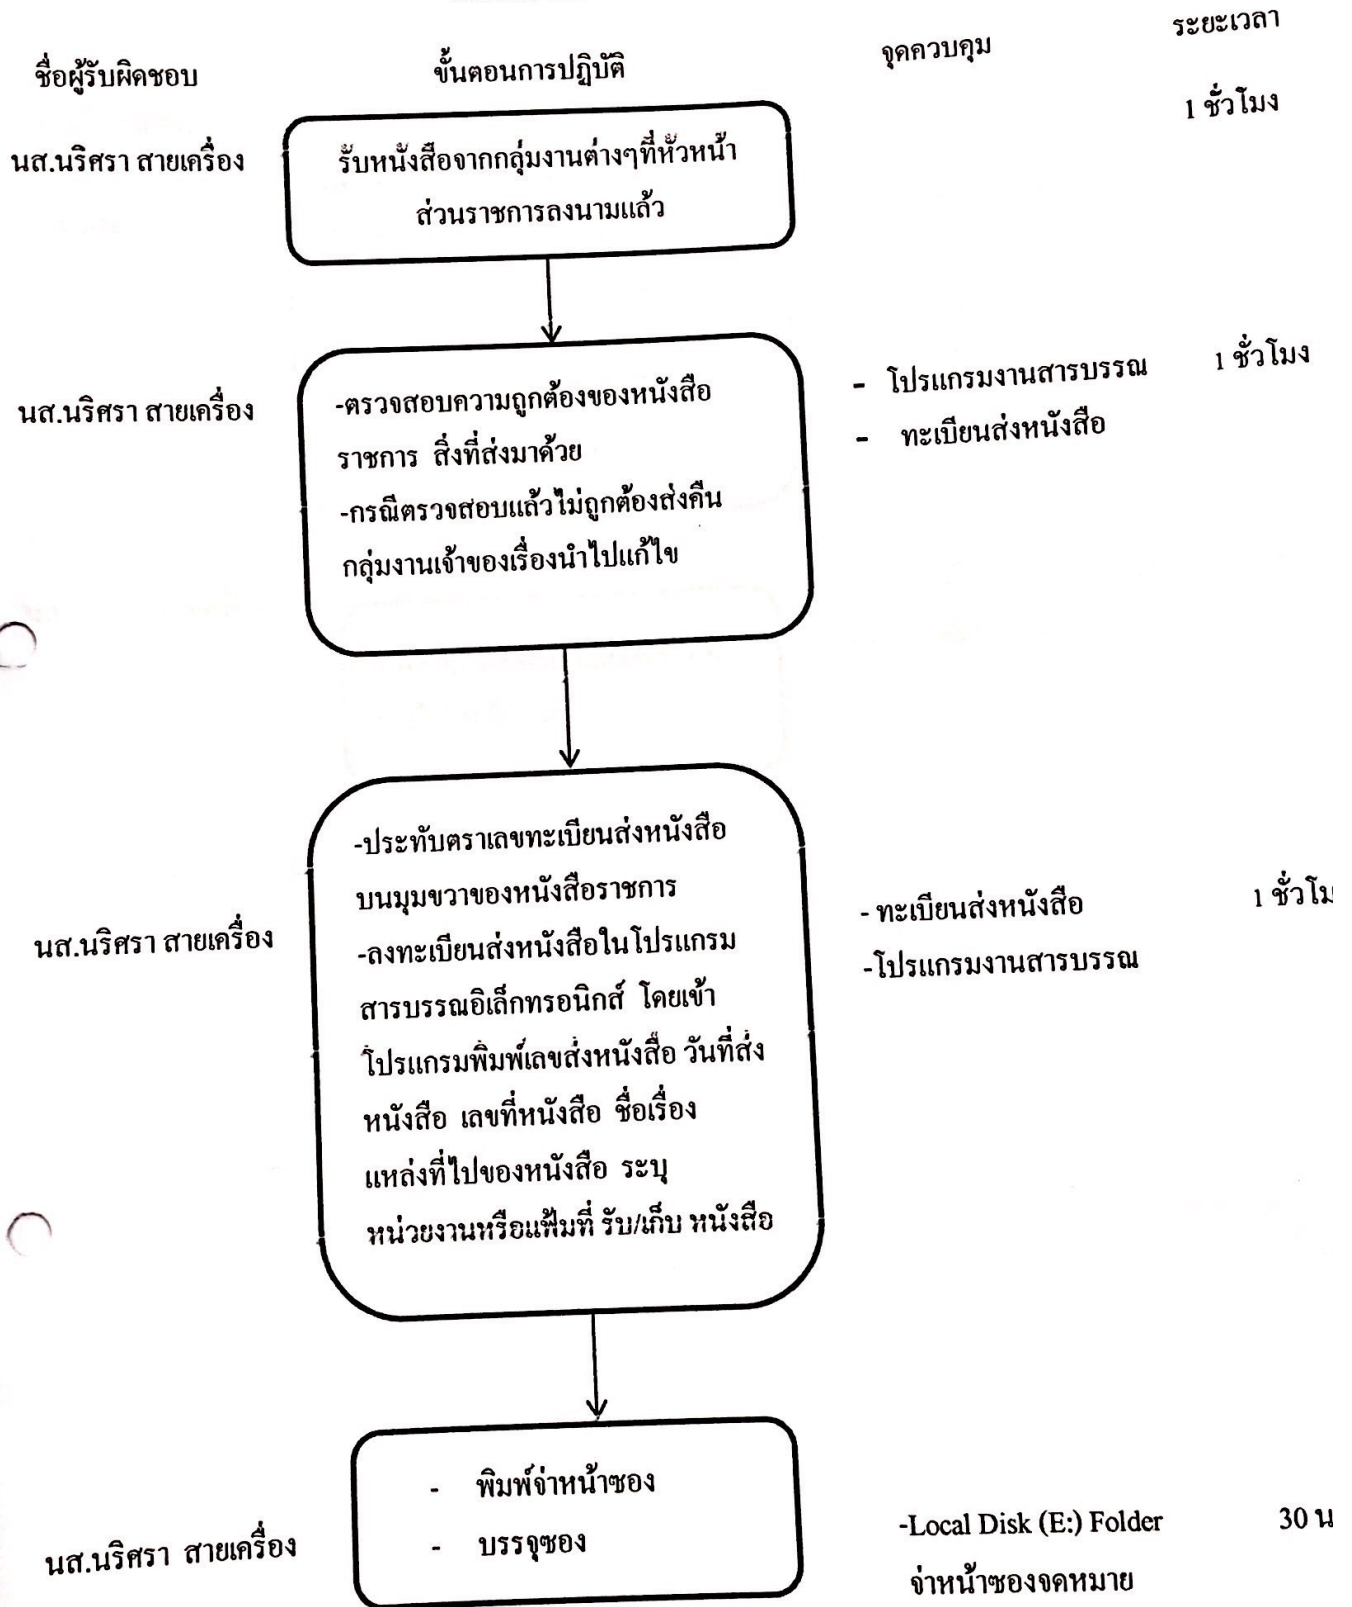 ชื่อผู้รับผิดชอบ ขั้นตอนการปฏิบัติ จุดควบคุม ระยะเวลา
1 ชั่วโมง
นส.นริศรา สายเครื่อง
รับหนังสือจากกลุ่มงานต่างๆที่หัวหน้า
ส่วนราชการลงนามแล้ว
นส.นริศรา สายเครื่อง
-ตรวจสอบความถูกต้องของหนังสือ
ราชการ สิ่งที่ส่งมาด้วย
-กรณีตรวจสอบแล้วไม่ถูกต้องส่งคืน
กลุ่มงานเจ้าของเรื่องนำไปแก้ไข
- โปรแกรมงานสารบรรณ 1 ชั่วโมง
- ทะเบียนส่งหนังสือ
นส.นริศรา สายเครื่อง
-ประทับตราเลขทะเบียนส่งหนังสือ
บนมุมขวาของหนังสือราชการ
-ลงทะเบียนส่งหนังสือในโปรแกรม
สารบรรณอิเล็กทรอนิกส์ โดยเข้า
โปรแกรมพิมพ์เลขส่งหนังสือ วันที่ส่ง
หนังสือ เลขที่หนังสือ ชื่อเรื่อง
แหล่งที่ไปของหนังสือ ระบุ
หน่วยงานหรือแฟ้มที่ รับ/เก็บ หนังสือ
- ทะเบียนส่งหนังสือ 1 ชั่วโม
-โปรแกรมงานสารบรรณ
นส.นริศรา สายเครื่อง
- พิมพ์จ่าหน้าซอง
- บรรจุซอง
-Local Disk (E:) Folder 30 น
จ่าหน้าซองจดหมาย